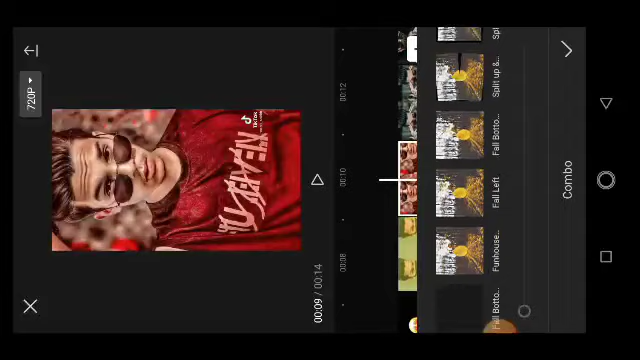 720P
TikTok
00:09 / 00:14
00:12
00:10
00:08
Split up &...
Fall Botto...
Fall Left
Funhouse...
Fall Botto...
Combo